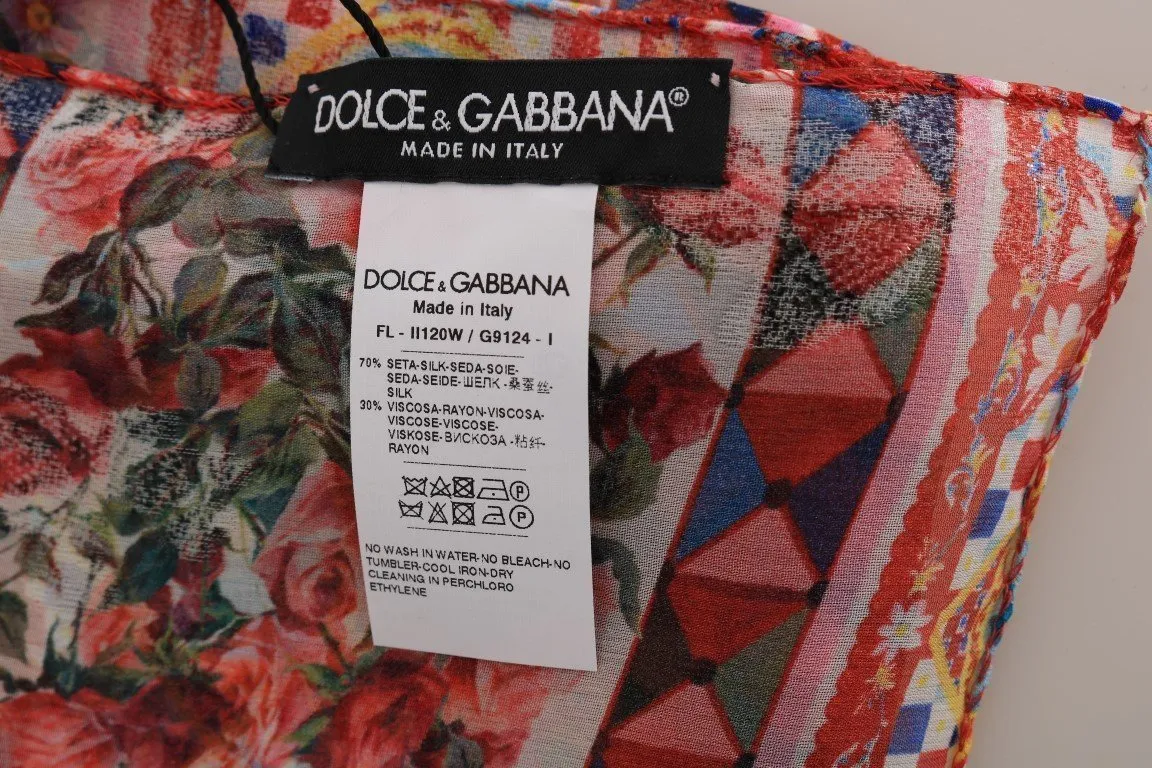 DOLCE & GABBANA®
MADE IN ITALY
DOLCE & GABBANA
Made in Italy
FL - II120W / G9124 - I
70% SETA-SILK-SEDA-SOIE-
SEDA-SEIDE-ШЕЛК-桑蚕丝-
SILK
30% VISCOSA-RAYON-VISCOSA-
VISCOSE-VISCOSE-
VISKOSE-ВИСКОЗА-粘纤-
RAYON
P
P
NO WASH IN WATER-NO BLEACH-NO
TUMBLER-COOL IRON-DRY
CLEANING IN PERCHLORO
ETHYLENE